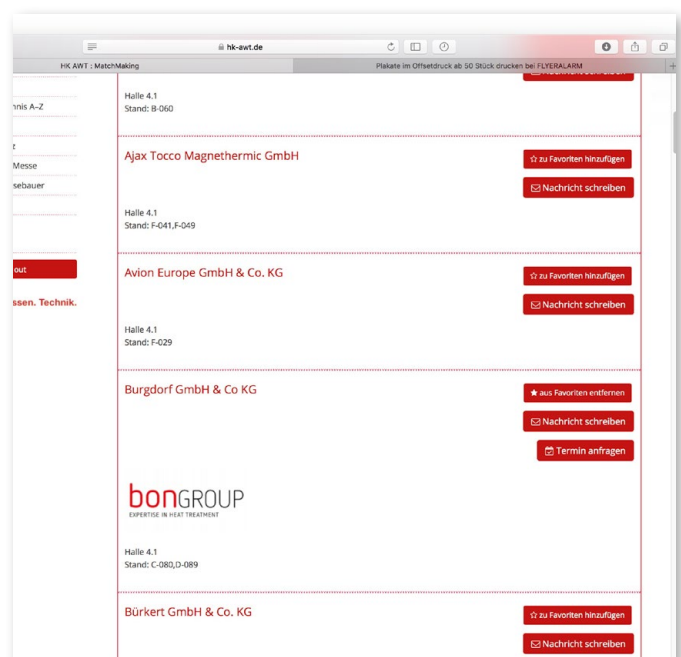 hk-awt.de
HK AWT : MatchMaking
Plakate im Offsetdruck ab 50 Stück drucken bei FLYERALARM
Nachricht schreiben
Halle 4.1
Stand: B-060
nnis A–Z
Messe
sebauer
out
ssen. Technik.
Ajax Tocco Magnethermic GmbH
zu Favoriten hinzufügen
Nachricht schreiben
Halle 4.1
Stand: F-041,F-049
Avion Europe GmbH & Co. KG
zu Favoriten hinzufügen
Nachricht schreiben
Halle 4.1
Stand: F-029
Burgdorf GmbH & Co KG
aus Favoriten entfernen
Nachricht schreiben
Termin anfragen
bonGROUP
EXPERTISE IN HEAT TREATMENT
Halle 4.1
Stand: C-080,D-089
Bürkert GmbH & Co. KG
zu Favoriten hinzufügen
Nachricht schreiben